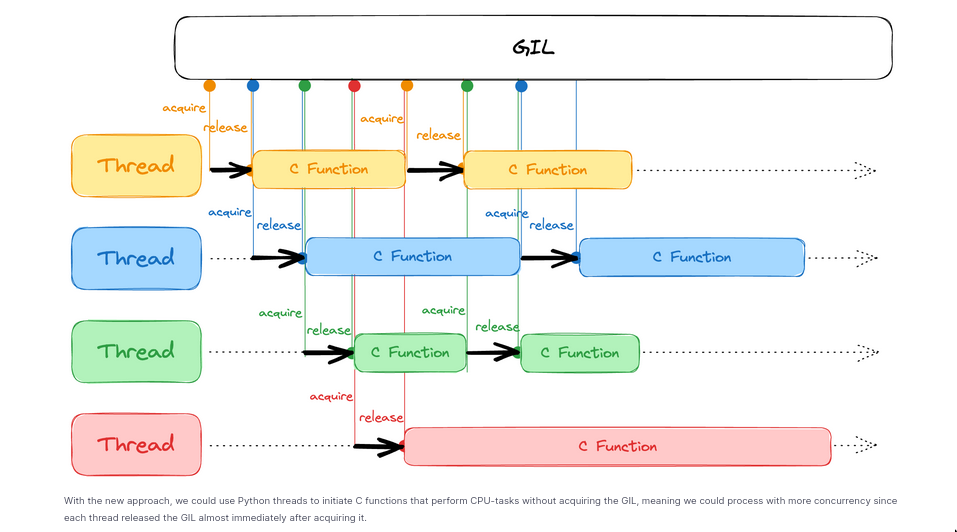 GIL
acquire
acquire
release
release
Thread
C Function
C Function
acquire
acquire
release
release
Thread
C Function
C Function
acquire
acquire
release
release
Thread
C Function
C Function
acquire
release
Thread
C Function
With the new approach, we could use Python threads to initiate C functions that perform CPU-tasks without acquiring the GIL, meaning we could process with more concurrency since
each thread released the GIL almost immediately after acquiring it.